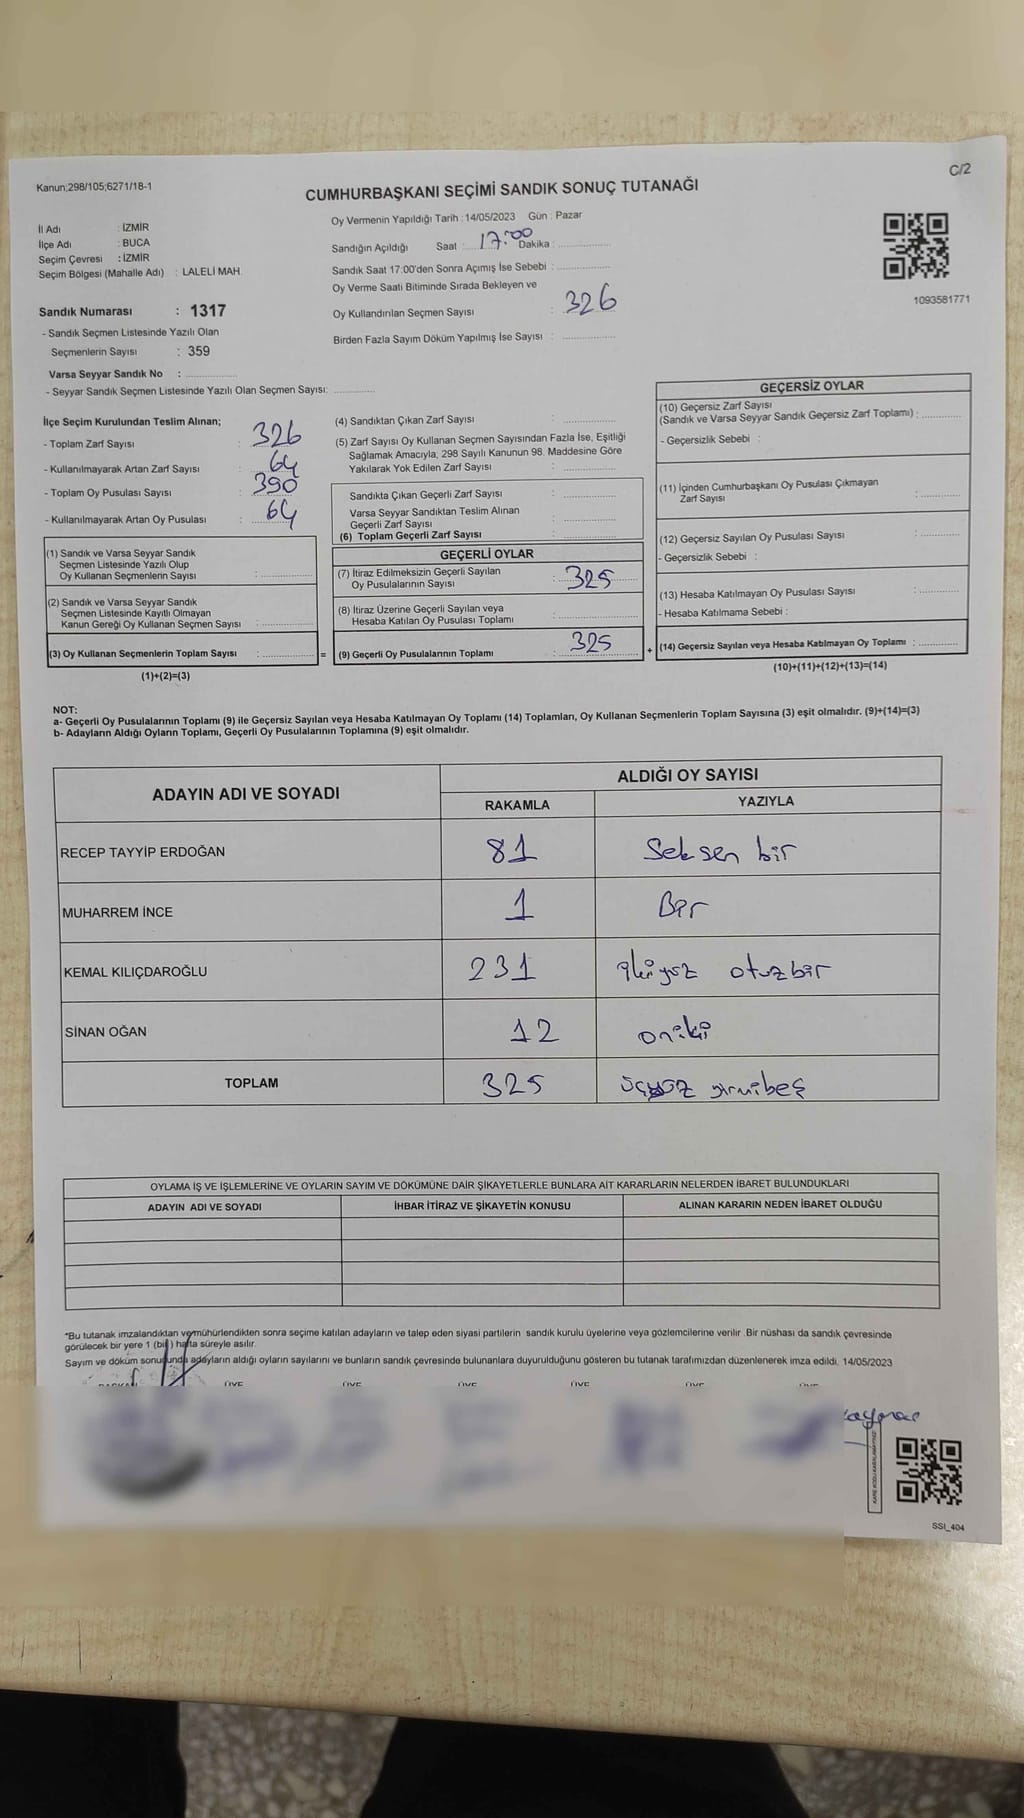 C/2
Kanun;298/105;6271/18-1
CUMHURBAŞKANI SEÇİMİ SANDIK SONUÇ TUTANAĞI
İl Adı : İZMİR
İlçe Adı : BUCA
Seçim Çevresi : İZMİR
Seçim Bölgesi (Mahalle Adı) : LALELİ MAH.
Oy Vermenin Yapıldığı Tarih : 14/05/2023 Gün : Pazar
Sandığın Açıldığı Saat : 17:00 Dakika :
Sandık Saat 17:00'den Sonra Açımış İse Sebebi :
Oy Verme Saati Bitiminde Sırada Bekleyen ve
Oy Kullandırılan Seçmen Sayısı : 326
Birden Fazla Sayım Döküm Yapılmış İse Sayısı :
1093581771
Sandık Numarası : 1317
- Sandık Seçmen Listesinde Yazılı Olan
Seçmenlerin Sayısı : 359
Varsa Seyyar Sandık No :
- Seyyar Sandık Seçmen Listesinde Yazılı Olan Seçmen Sayısı:
İlçe Seçim Kurulundan Teslim Alınan;
- Toplam Zarf Sayısı : 326
- Kullanılmayarak Artan Zarf Sayısı : 64
- Toplam Oy Pusulası Sayısı : 390
- Kullanılmayarak Artan Oy Pusulası : 64
(1) Sandık ve Varsa Seyyar Sandık
Seçmen Listesinde Yazılı Olup
Oy Kullanan Seçmenlerin Sayısı :
(2) Sandık ve Varsa Seyyar Sandık
Seçmen Listesinde Kayıtlı Olmayan
Kanun Gereği Oy Kullanan Seçmen Sayısı :
(3) Oy Kullanan Seçmenlerin Toplam Sayısı :
(1)+(2)=(3)
=
(4) Sandıktan Çıkan Zarf Sayısı :
(5) Zarf Sayısı Oy Kullanan Seçmen Sayısından Fazla İse, Eşitliği
Sağlamak Amacıyla, 298 Sayılı Kanunun 98. Maddesine Göre
Yakılarak Yok Edilen Zarf Sayısı :
Sandıkta Çıkan Geçerli Zarf Sayısı :
Varsa Seyyar Sandıktan Teslim Alınan
Geçerli Zarf Sayısı :
(6) Toplam Geçerli Zarf Sayısı :
GEÇERLİ OYLAR
(7) İtiraz Edilmeksizin Geçerli Sayılan
Oy Pusulalarının Sayısı : 325
(8) İtiraz Üzerine Geçerli Sayılan veya
Hesaba Katılan Oy Pusulası Toplamı :
(9) Geçerli Oy Pusulalarının Toplamı : 325
+
GEÇERSİZ OYLAR
(10) Geçersiz Zarf Sayısı
(Sandık ve Varsa Seyyar Sandık Geçersiz Zarf Toplamı) :
- Geçersizlik Sebebi :
(11) İçinden Cumhurbaşkanı Oy Pusulası Çıkmayan
Zarf Sayısı :
(12) Geçersiz Sayılan Oy Pusulası Sayısı :
- Geçersizlik Sebebi :
(13) Hesaba Katılmayan Oy Pusulası Sayısı :
- Hesaba Katılmama Sebebi :
(14) Geçersiz Sayılan veya Hesaba Katılmayan Oy Toplamı :
(10)+(11)+(12)+(13)=(14)
NOT:
a- Geçerli Oy Pusulalarının Toplamı (9) ile Geçersiz Sayılan veya Hesaba Katılmayan Oy Toplamı (14) Toplamları, Oy Kullanan Seçmenlerin Toplam Sayısına (3) eşit olmalıdır. (9)+(14)=(3)
b- Adayların Aldığı Oyların Toplamı, Geçerli Oy Pusulalarının Toplamına (9) eşit olmalıdır.
ADAYIN ADI VE SOYADI
ALDIĞI OY SAYISI
RAKAMLA YAZIYLA
RECEP TAYYİP ERDOĞAN 81 Seksen bir
MUHARREM İNCE 1 Bir
KEMAL KILIÇDAROĞLU 231 ikiyüz otuzbir
SİNAN OĞAN 12 oniki
TOPLAM 325 üçyüz yirmibeş
OYLAMA İŞ VE İŞLEMLERİNE VE OYLARIN SAYIM VE DÖKÜMÜNE DAİR ŞİKAYETLERLE BUNLARA AİT KARARLARIN NELERDEN İBARET BULUNDUKLARI
ADAYIN ADI VE SOYADI İHBAR İTİRAZ VE ŞİKAYETİN KONUSU ALINAN KARARIN NEDEN İBARET OLDUĞU
*Bu tutanak imzalandıktan ve mühürlendikten sonra seçime katılan adayların ve talep eden siyasi partilerin sandık kurulu üyelerine veya gözlemcilerine verilir. Bir nüshası da sandık çevresinde
görülecek bir yere 1 (bir) hafta süreyle asılır.
Sayım ve döküm sonunda adayların aldığı oyların sayılarını ve bunların sandık çevresinde bulunanlara duyurulduğunu gösteren bu tutanak tarafımızdan düzenlenerek imza edildi. 14/05/2023
ÜYE ÜYE ÜYE ÜYE ÜYE
SSİ_404